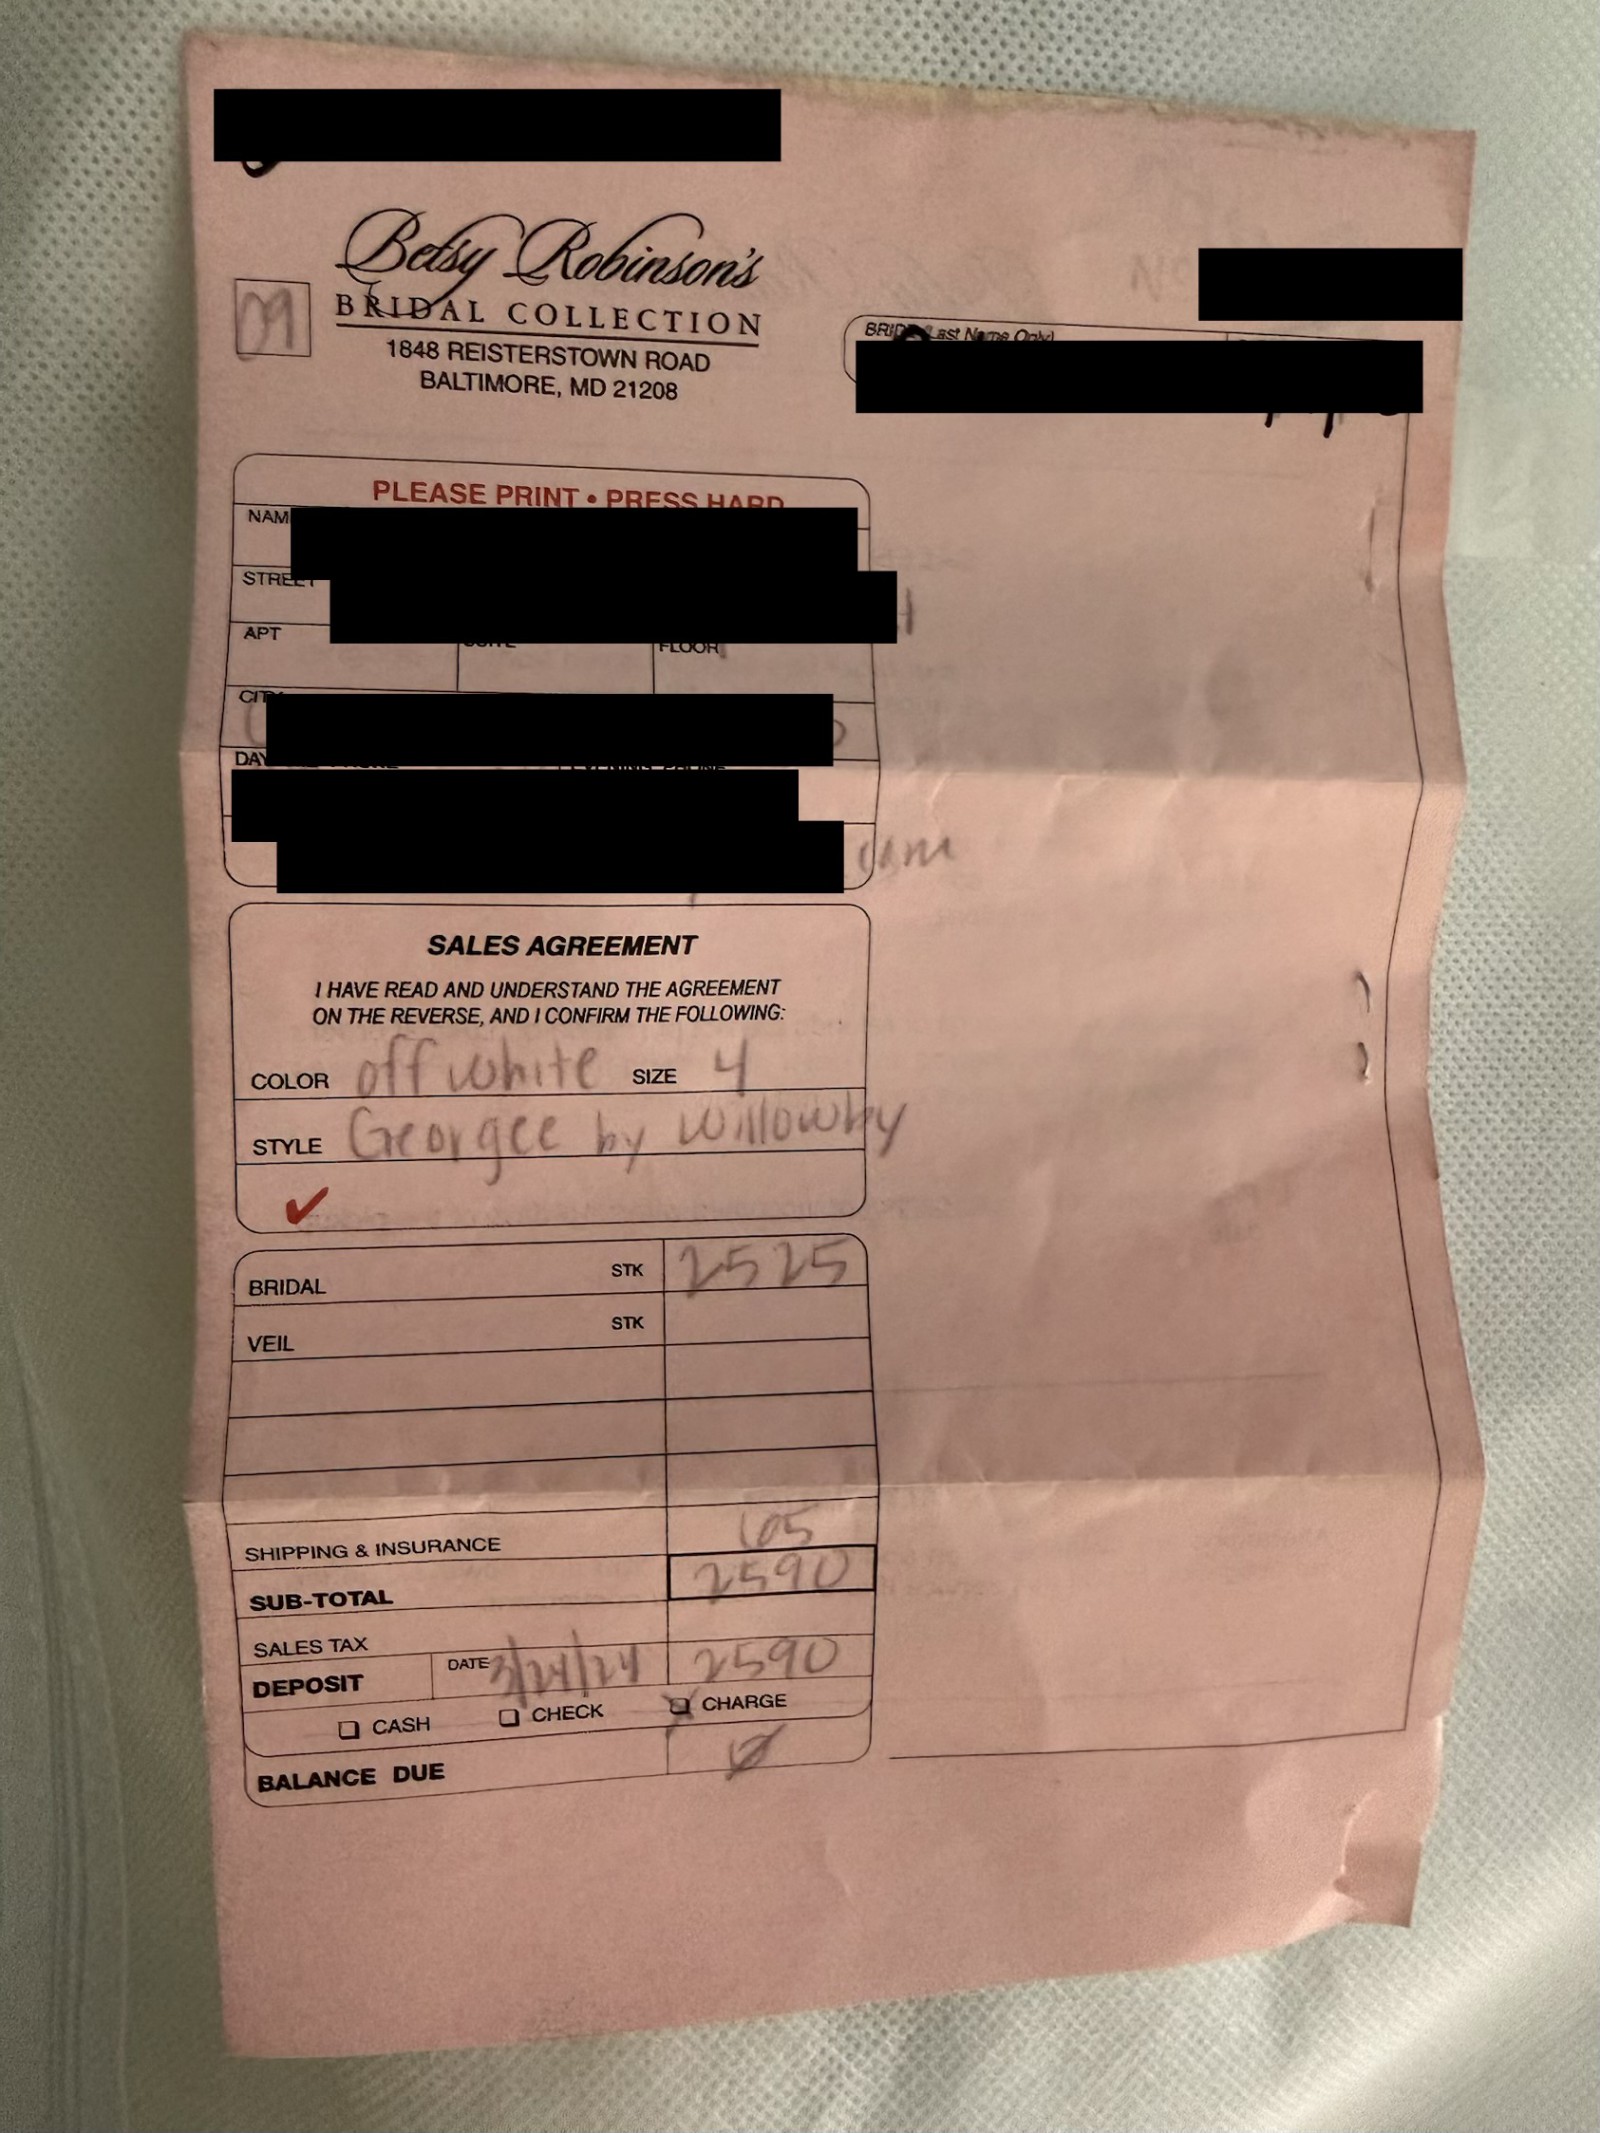 Betsy Robinson's
BRIDAL COLLECTION
1848 REISTERSTOWN ROAD
BALTIMORE, MD 21208
(Last Name Only)
PLEASE PRINT • PRESS HARD
STREET
APT
FLOOR
CITY
SALES AGREEMENT
I HAVE READ AND UNDERSTAND THE AGREEMENT
ON THE REVERSE, AND I CONFIRM THE FOLLOWING:
COLOR off white SIZE 4
STYLE Georgee by Willowby
BRIDAL STK 2525
VEIL STK
SHIPPING & INSURANCE 65
SUB-TOTAL 2590
SALES TAX
DEPOSIT DATE 3/24/24 2590
CASH CHECK CHARGE
BALANCE DUE